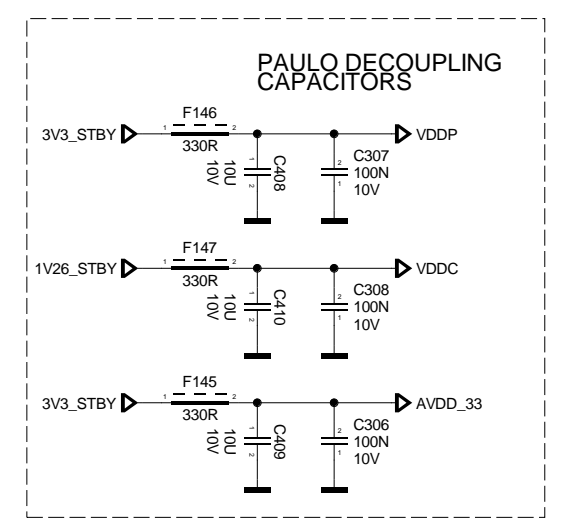 PAULO DECOUPLING
CAPACITORS
F146
3V3_STBY
1
2
VDDP
330R
1
2
10U
10V
C408
2
1
C307
100N
10V
F147
1V26_STBY
1
2
VDDC
330R
1
2
10U
10V
C410
2
1
C308
100N
10V
F145
3V3_STBY
1
2
AVDD_33
330R
1
2
10U
10V
C409
2
1
C306
100N
10V